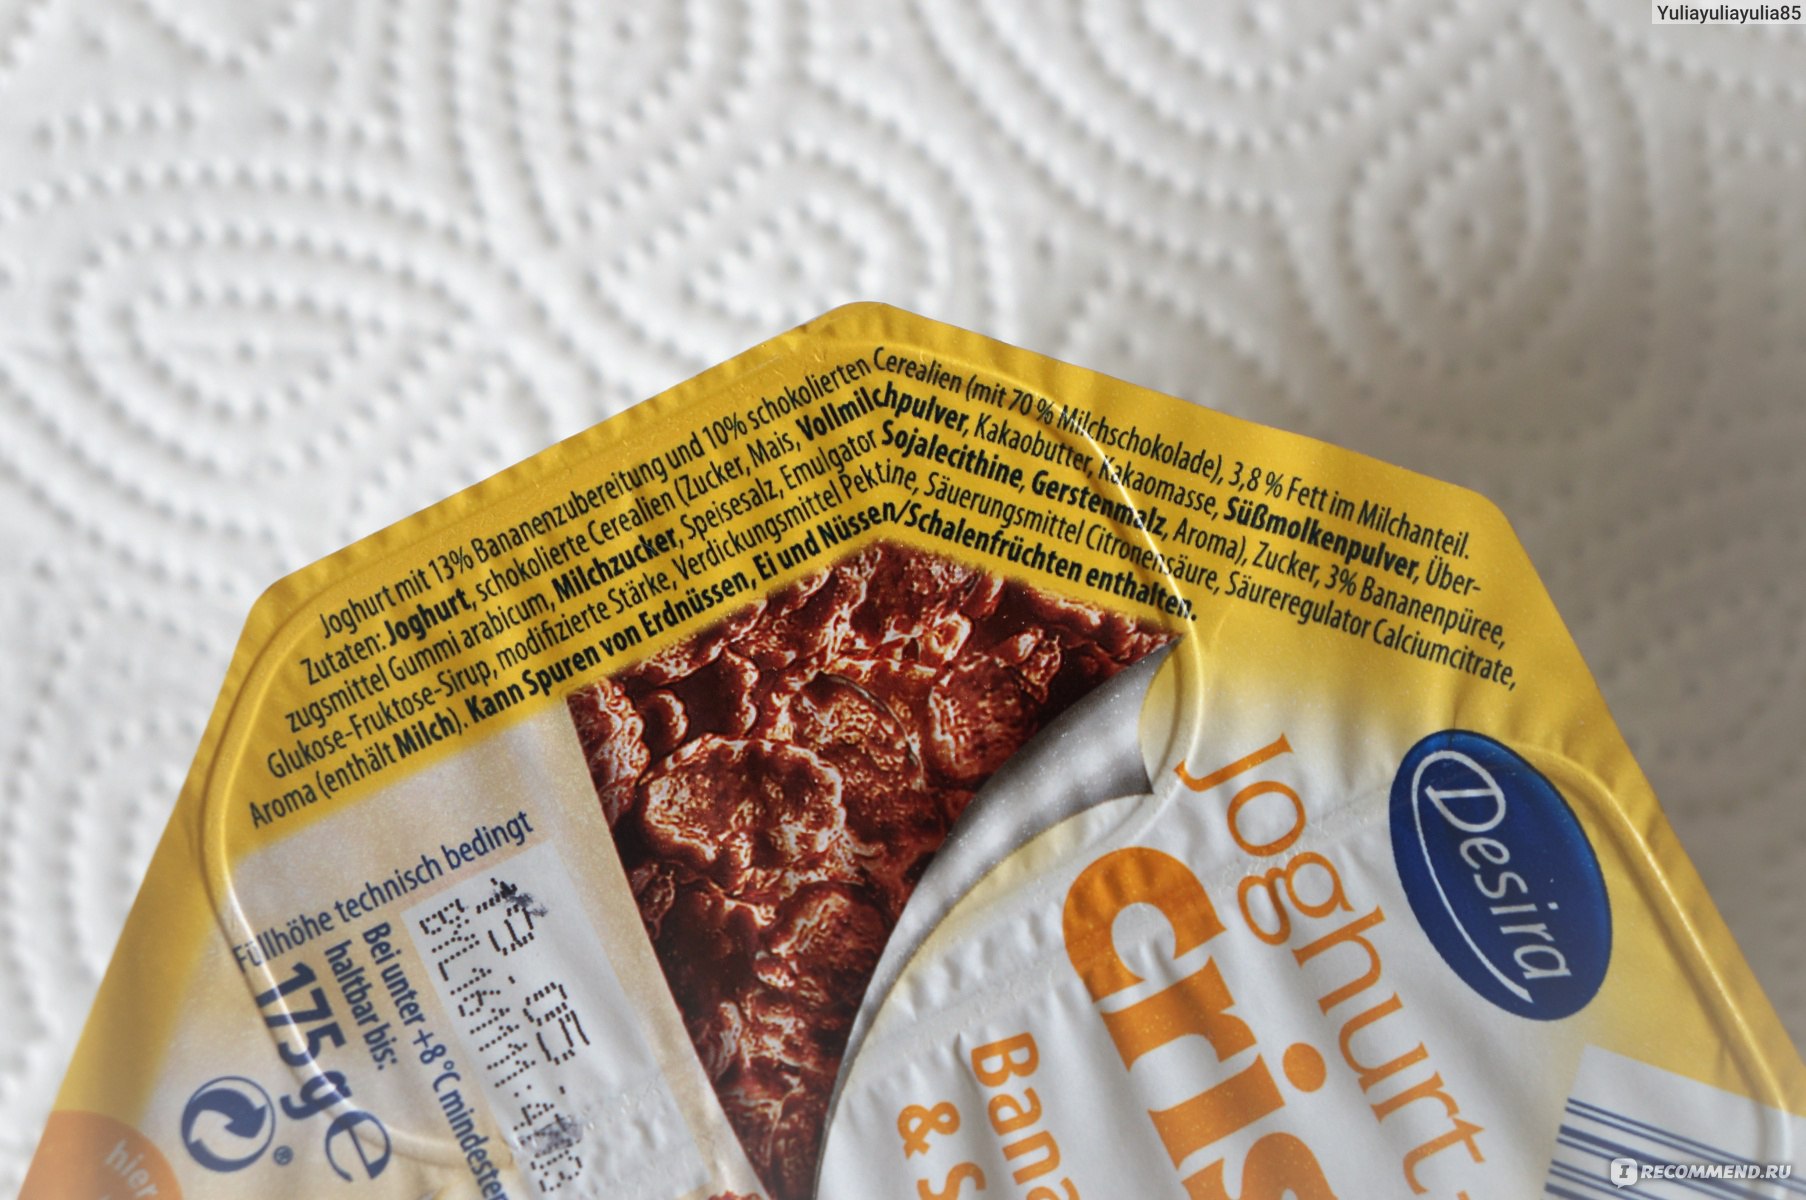 Yuliayuliayulia85
Joghurt mit 13% Bananenzubereitung und 10% schokolierten Cerealien (mit 70 % Milchschokolade), 3,8 % Fett im Milchanteil.
Zutaten: Joghurt, schokolierte Cerealien (Zucker, Mais, Vollmilchpulver, Kakaobutter, Kakaomasse, Süßmolkenpulver, Über-
zugsmittel Gummi arabicum, Milchzucker, Speisesalz, Emulgator Sojalecithine, Gerstenmalz, Aroma), Zucker, 3% Bananenpüree,
Glukose-Fruktose-Sirup, modifizierte Stärke, Verdickungsmittel Pektine, Säuerungsmittel Citronensäure, Säureregulator Calciumcitrate,
Aroma (enthält Milch). Kann Spuren von Erdnüssen, Ei und Nüssen/Schalenfrüchten enthalten.
Füllhöhe technisch bedingt
175 g e
Bei unter +8 °C mindesten
haltbar bis:
Desira
Joghurt
cris
Bana
& S
hier
IRECOMMEND.RU